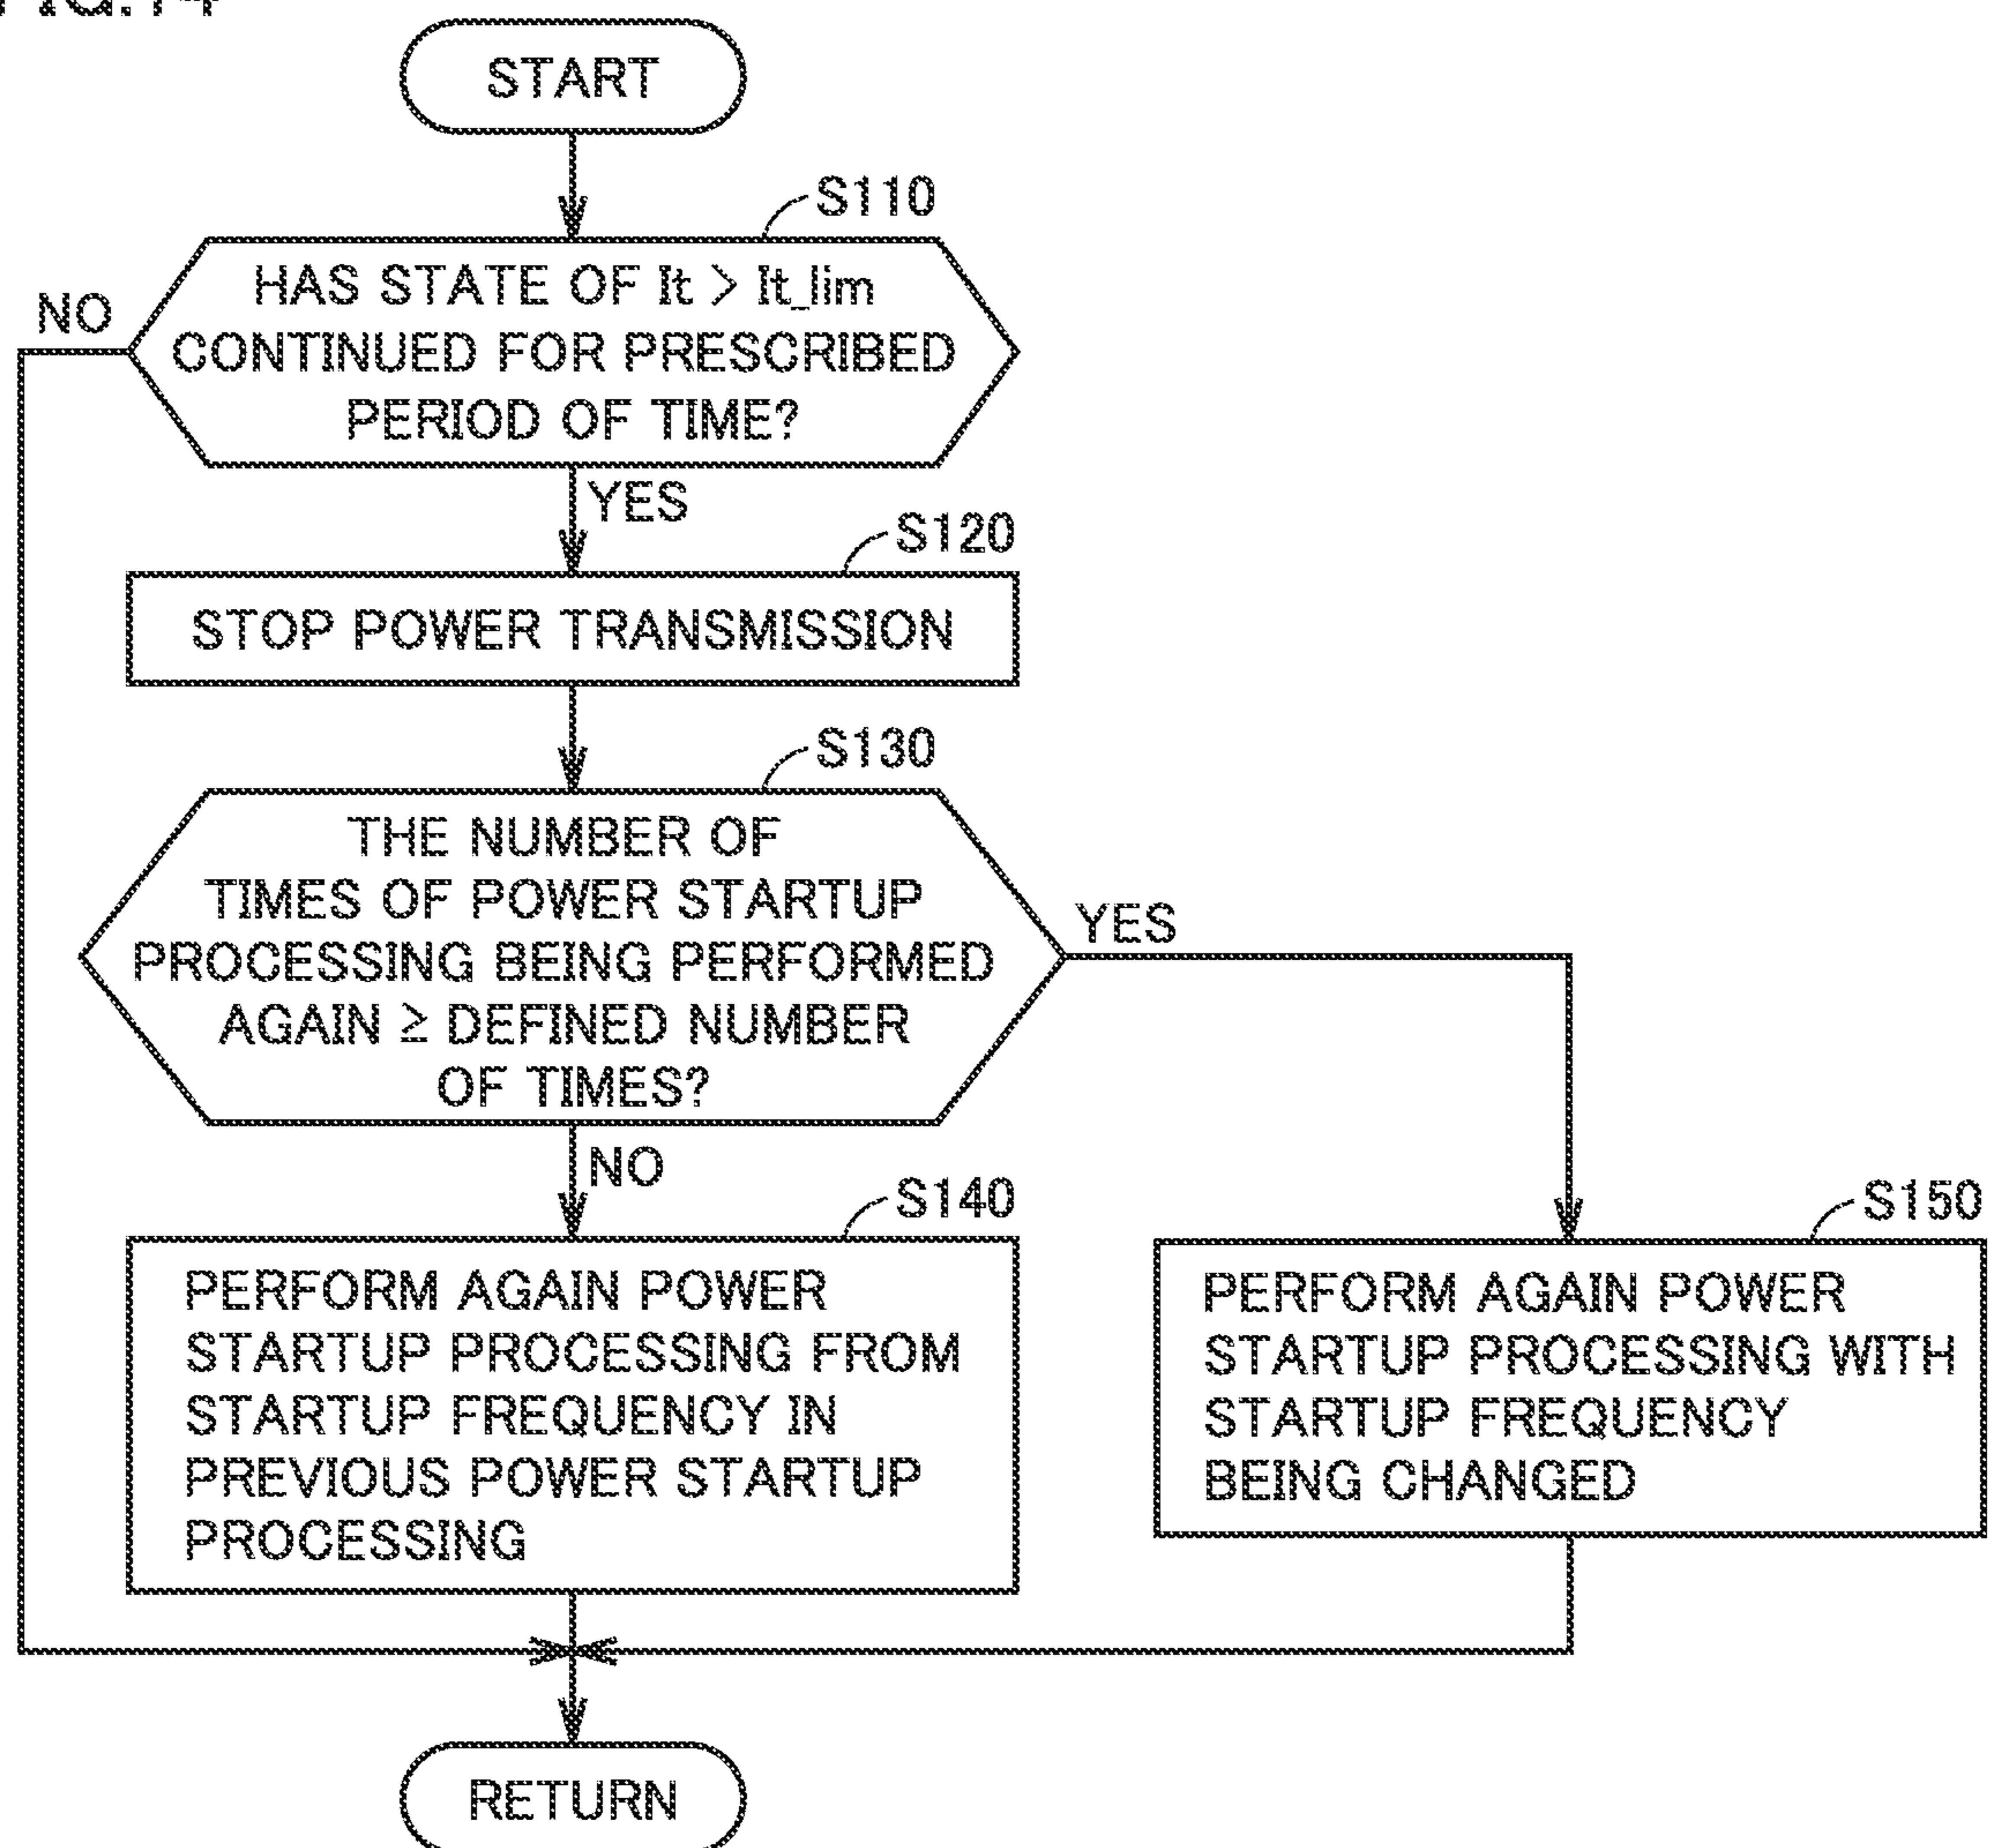 FIG.14
START
S110
HAS STATE OF It > It_lim
CONTINUED FOR PRESCRIBED
PERIOD OF TIME?
NO
YES
S120
STOP POWER TRANSMISSION
S130
THE NUMBER OF
TIMES OF POWER STARTUP
PROCESSING BEING PERFORMED
AGAIN ≥ DEFINED NUMBER
OF TIMES?
YES
NO
S140
PERFORM AGAIN POWER
STARTUP PROCESSING FROM
STARTUP FREQUENCY IN
PREVIOUS POWER STARTUP
PROCESSING
S150
PERFORM AGAIN POWER
STARTUP PROCESSING WITH
STARTUP FREQUENCY
BEING CHANGED
RETURN